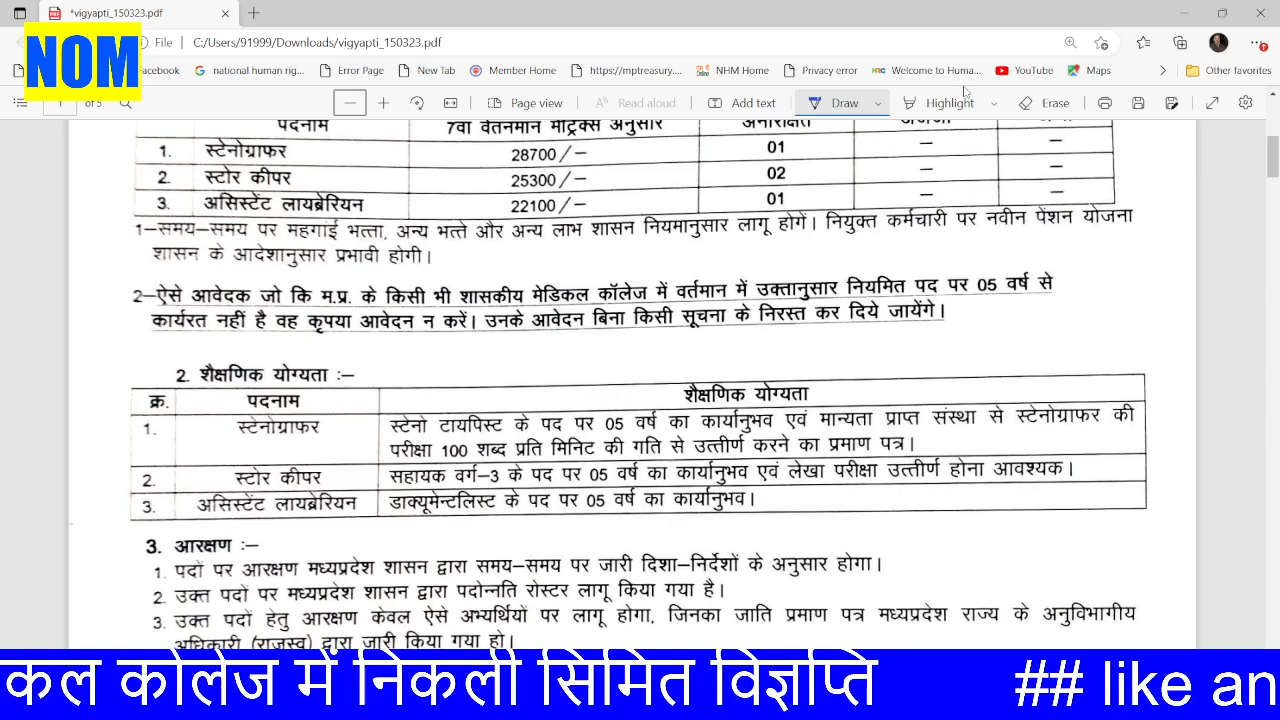 *vigyapti_150323.pdf
NOM
File
C:/Users/91999/Downloads/vigyapti_150323.pdf
acebook
national human rig...
Error Page
New Tab
Member Home
https://mptreasury....
NHM Home
Privacy error
Welcome to Huma...
YouTube
Maps
Other favorites
1 of 5
Page view
Read aloud
Add text
Draw
Highlight
Erase
पदनाम 7वा वेतनमान मैट्रिक्स अनुसार अनारक्षित
1. स्टेनोग्राफर 28700/– 01 – –
2. स्टोर कीपर 25300/– 02 – –
3. असिस्टेंट लायब्रेरियन 22100/– 01 – –
1–समय–समय पर महगांई भत्ता, अन्य भत्ते और अन्य लाभ शासन नियमानुसार लागू होगें। नियुक्त कर्मचारी पर नवीन पेंशन योजना
शासन के आदेशानुसार प्रभावी होगी।
2–ऐसे आवेदक जो कि म.प्र. के किसी भी शासकीय मेडिकल कॉलेज में वर्तमान में उक्तानुसार नियमित पद पर 05 वर्ष से
कार्यरत नहीं है वह कृपया आवेदन न करें। उनके आवेदन बिना किसी सूचना के निरस्त कर दिये जायेंगे।
2. शैक्षणिक योग्यता :–
क्र. पदनाम शैक्षणिक योग्यता
1. स्टेनोग्राफर स्टेनो टायपिस्ट के पद पर 05 वर्ष का कार्यानुभव एवं मान्यता प्राप्त संस्था से स्टेनोग्राफर की
परीक्षा 100 शब्द प्रति मिनिट की गति से उत्तीर्ण करने का प्रमाण पत्र।
2. स्टोर कीपर सहायक वर्ग–3 के पद पर 05 वर्ष का कार्यानुभव एवं लेखा परीक्षा उत्तीर्ण होना आवश्यक।
3. असिस्टेंट लायब्रेरियन डाक्यूमेन्टलिस्ट के पद पर 05 वर्ष का कार्यानुभव।
3. आरक्षण :–
1. पदों पर आरक्षण मध्यप्रदेश शासन द्वारा समय–समय पर जारी दिशा–निर्देशों के अनुसार होगा।
2. उक्त पदों पर मध्यप्रदेश शासन द्वारा पदोन्नति रोस्टर लागू किया गया है।
3. उक्त पदों हेतु आरक्षण केवल ऐसे अभ्यर्थियों पर लागू होगा, जिनका जाति प्रमाण पत्र मध्यप्रदेश राज्य के अनुविभागीय
अधिकारी (राजस्व) द्वारा जारी किया गया हो।
कल कोलेज में निकली सिमित विज्ञप्ति ## like an